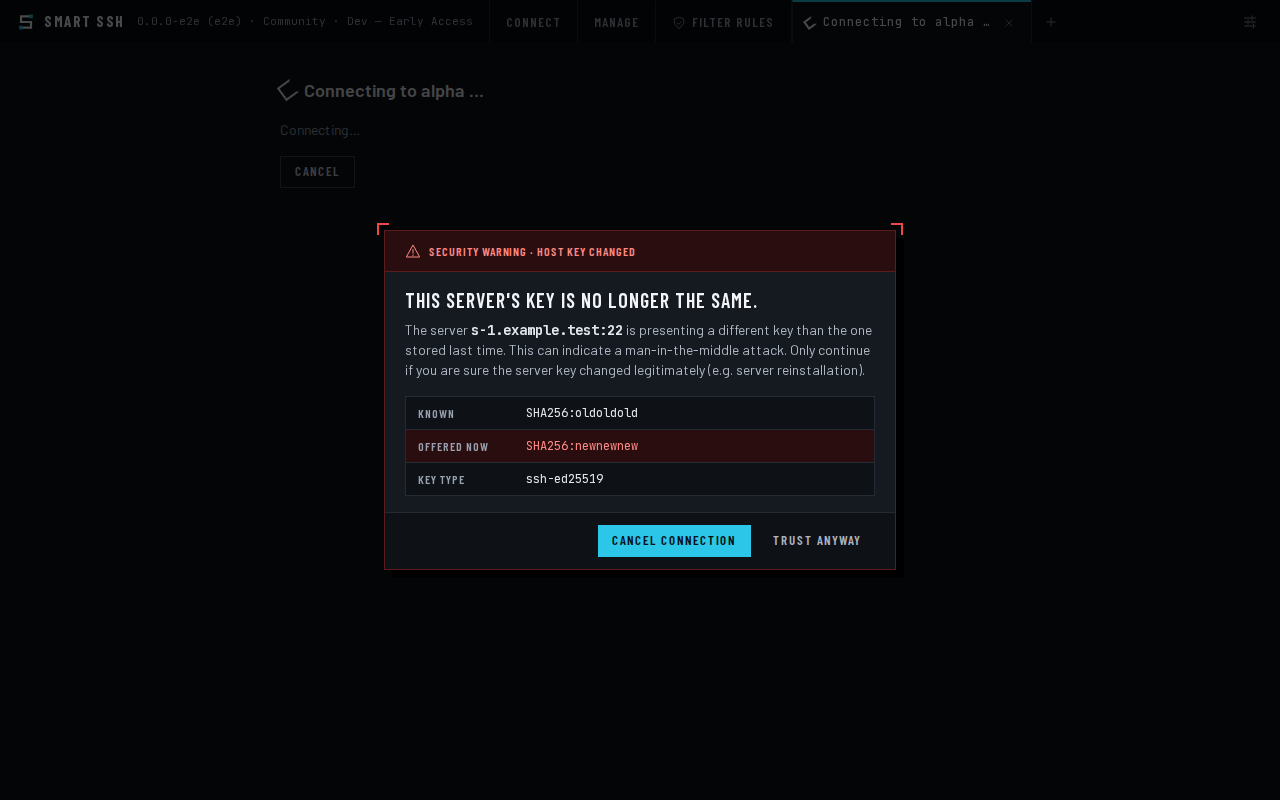 SMART SSH 0.0.0-e2e (e2e) · Community · Dev — Early Access CONNECT MANAGE FILTER RULES Connecting to alpha … × +
Connecting to alpha ...
Connecting...
CANCEL
SECURITY WARNING · HOST KEY CHANGED
THIS SERVER'S KEY IS NO LONGER THE SAME.
The server s-1.example.test:22 is presenting a different key than the one
stored last time. This can indicate a man-in-the-middle attack. Only continue
if you are sure the server key changed legitimately (e.g. server reinstallation).
KNOWN SHA256:oldoldold
OFFERED NOW SHA256:newnewnew
KEY TYPE ssh-ed25519
CANCEL CONNECTION TRUST ANYWAY